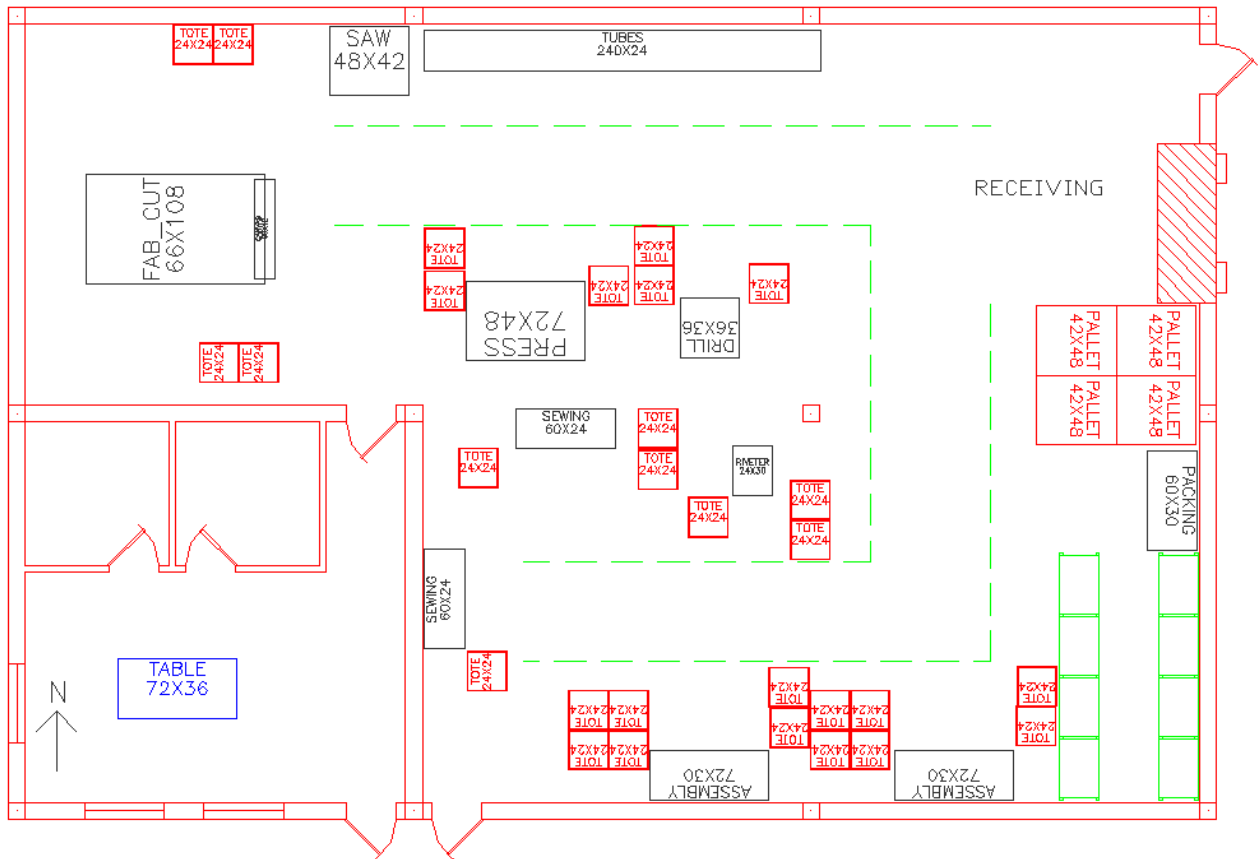 TOTE
24X24
TOTE
24X24
SAW
48X42
TUBES
240X24
RECEIVING
FAB_CUT
66X108
TOTE
24X24
TOTE
24X24
TOTE
24X24
TOTE
24X24
TOTE
24X24
TOTE
24X24
PRESS
72X48
DRILL
36X36
PALLET
42X48
PALLET
42X48
PALLET
42X48
PALLET
42X48
TOTE
24X24
TOTE
24X24
SEWING
60X24
TOTE
24X24
TOTE
24X24
TOTE
24X24
RIVETER
24X30
TOTE
24X24
TOTE
24X24
TOTE
24X24
PACKING
60X30
SEWING
60X24
TABLE
72X36
N
TOTE
24X24
TOTE
24X24
TOTE
24X24
TOTE
24X24
TOTE
24X24
TOTE
24X24
TOTE
24X24
TOTE
24X24
TOTE
24X24
TOTE
24X24
TOTE
24X24
TOTE
24X24
TOTE
24X24
ASSEMBLY
72X30
ASSEMBLY
72X30